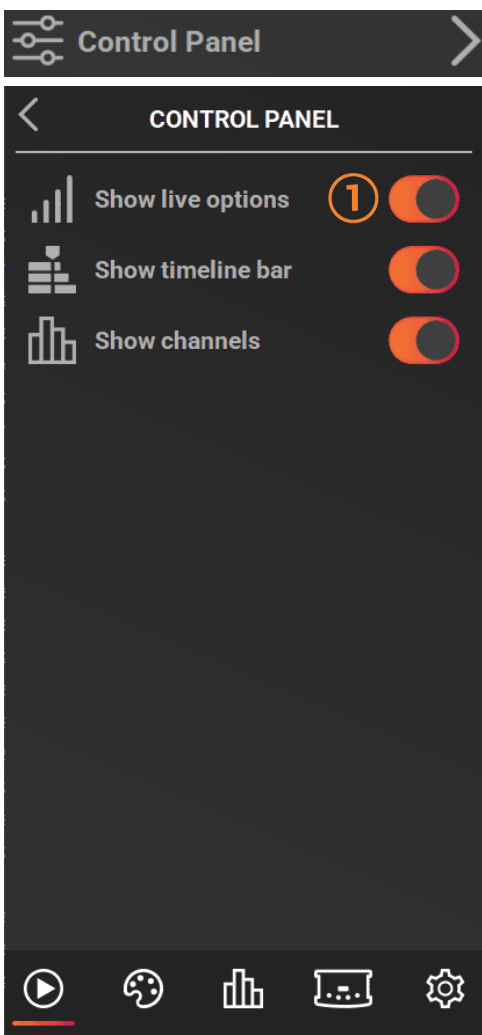 Control Panel
CONTROL PANEL
Show live options ①
Show timeline bar
Show channels